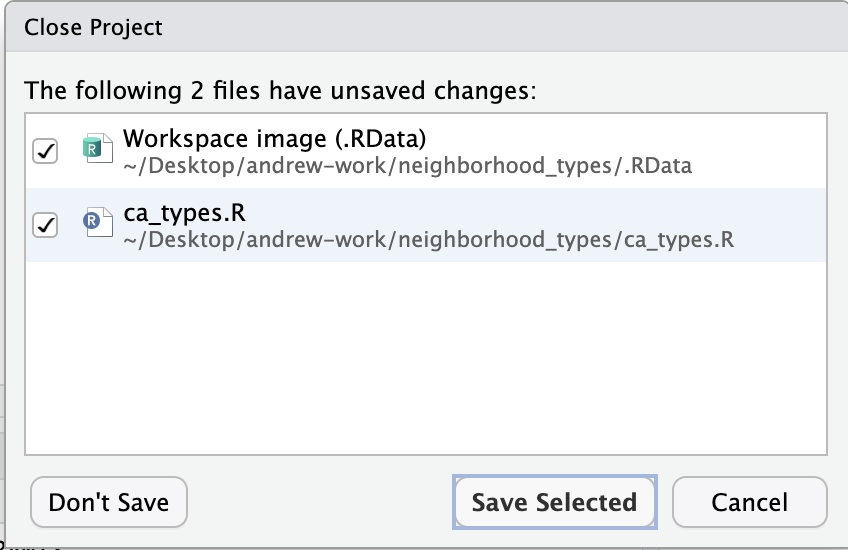 Close Project
The following 2 files have unsaved changes:
Workspace image (.RData)
~/Desktop/andrew-work/neighborhood_types/.RData
ca_types.R
~/Desktop/andrew-work/neighborhood_types/ca_types.R
Don't Save
Save Selected
Cancel